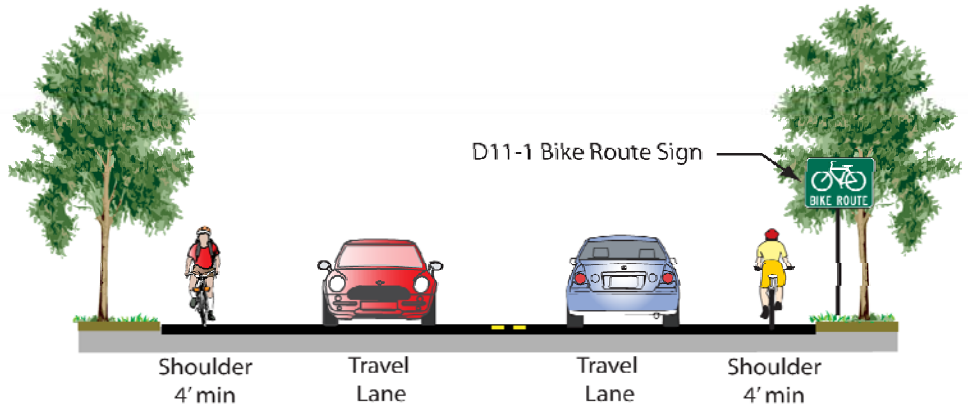 D11-1 Bike Route Sign
BIKE ROUTE
Shoulder
4' min
Travel
Lane
Travel
Lane
Shoulder
4' min